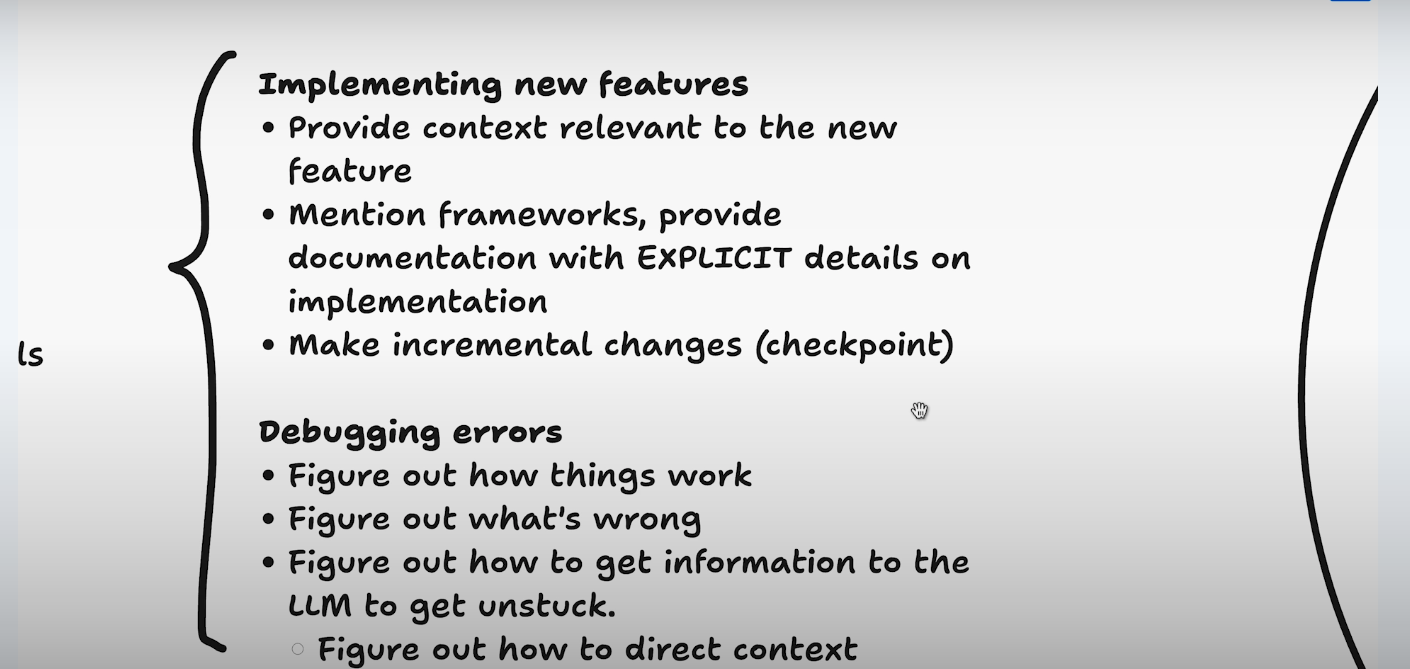 Implementing new features
• Provide context relevant to the new
feature
• Mention frameworks, provide
documentation with EXPLICIT details on
implementation
• Make incremental changes (checkpoint)
ls
Debugging errors
• Figure out how things work
• Figure out what's wrong
• Figure out how to get information to the
LLM to get unstuck.
○ Figure out how to direct context